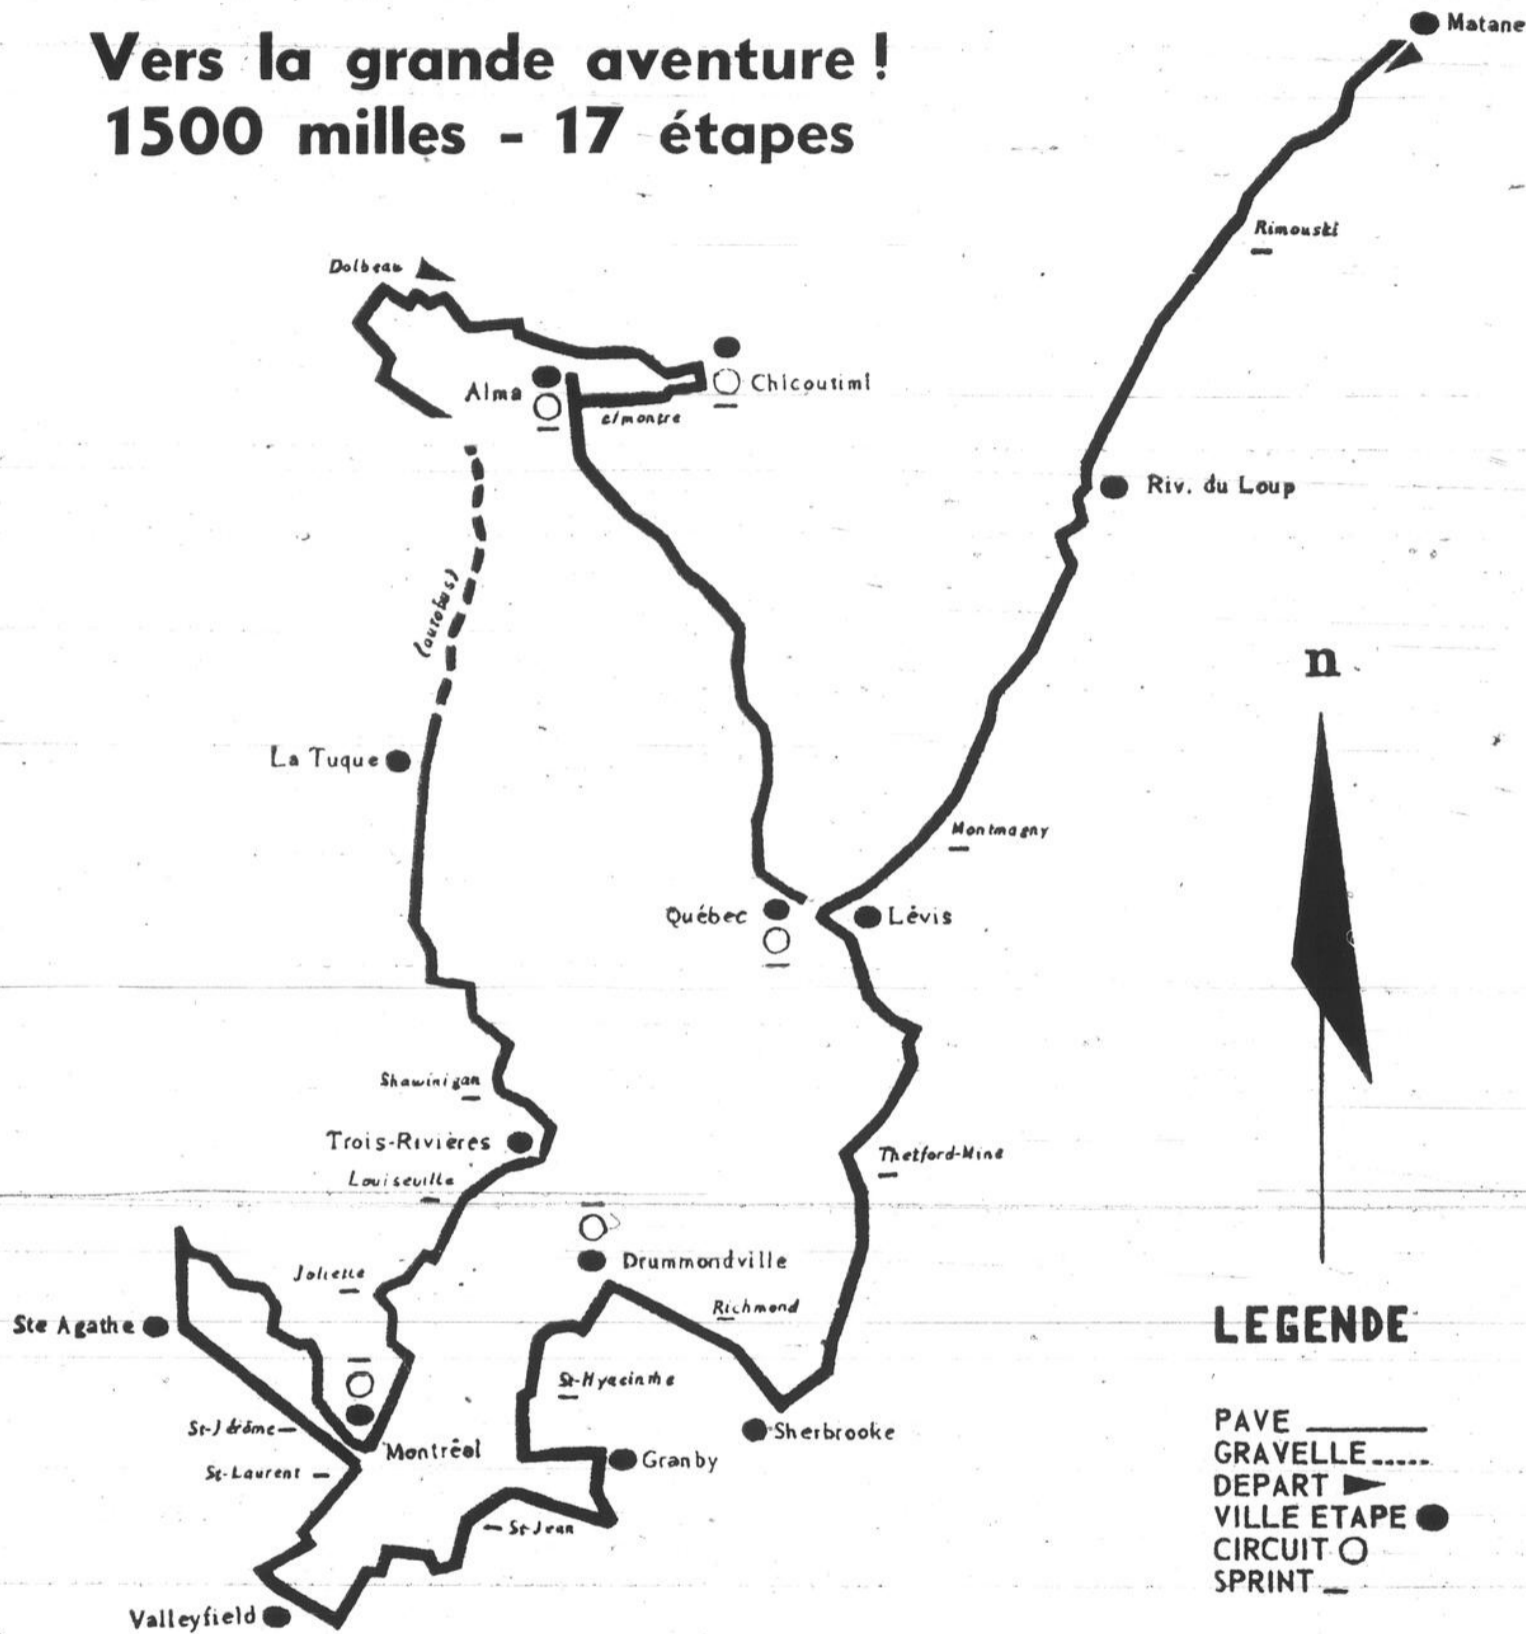 Vers la grande aventure !
1500 milles - 17 étapes
Matane
Rimouski
Dolbeau
Alma
Chicoutimi
c/montre
Riv. du Loup
(autobus)
n
La Tuque
Montmagny
Québec
Lévis
Shawinigan
Trois-Rivières
Thetford-Mine
Louiseville
Drummondville
Joliette
Richmond
Ste Agathe
LEGENDE
St-Hyacinthe
St-Jérôme
PAVE
Sherbrooke
Montréal
Granby
GRAVELLE
St-Laurent
DEPART
VILLE ETAPE
St-Jean
CIRCUIT
SPRINT
Valleyfield